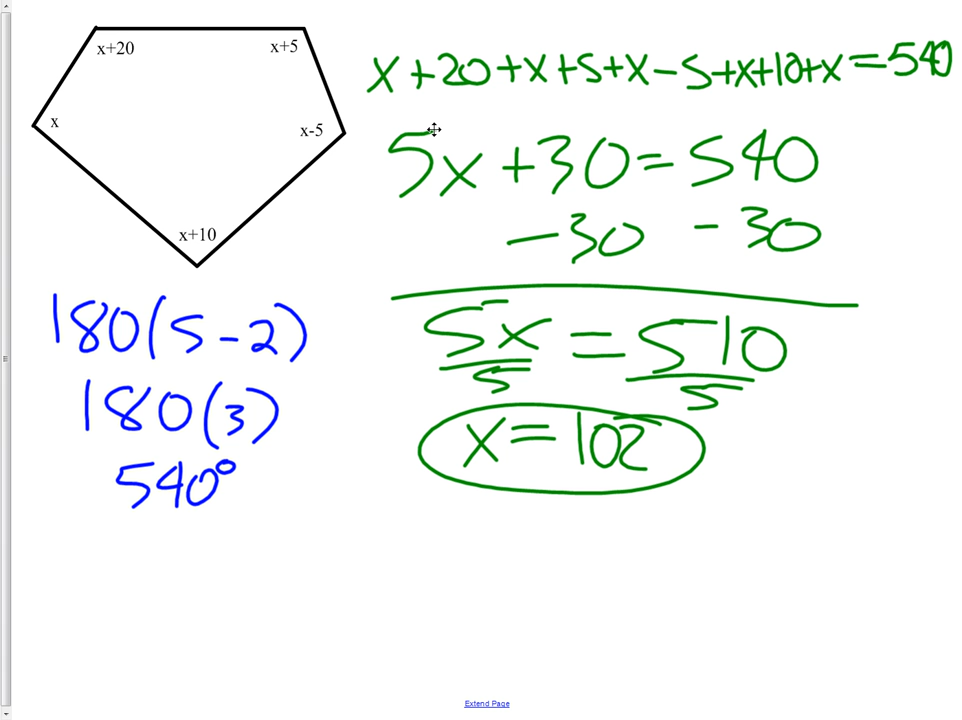 x+20
x+5
x
x-5
x+10
x+20+x+5+x-5+x+10+x=540
5x+30=540
-30 -30
5x = 510
5 5
x=102
180(5-2)
180(3)
540°
Extend Page